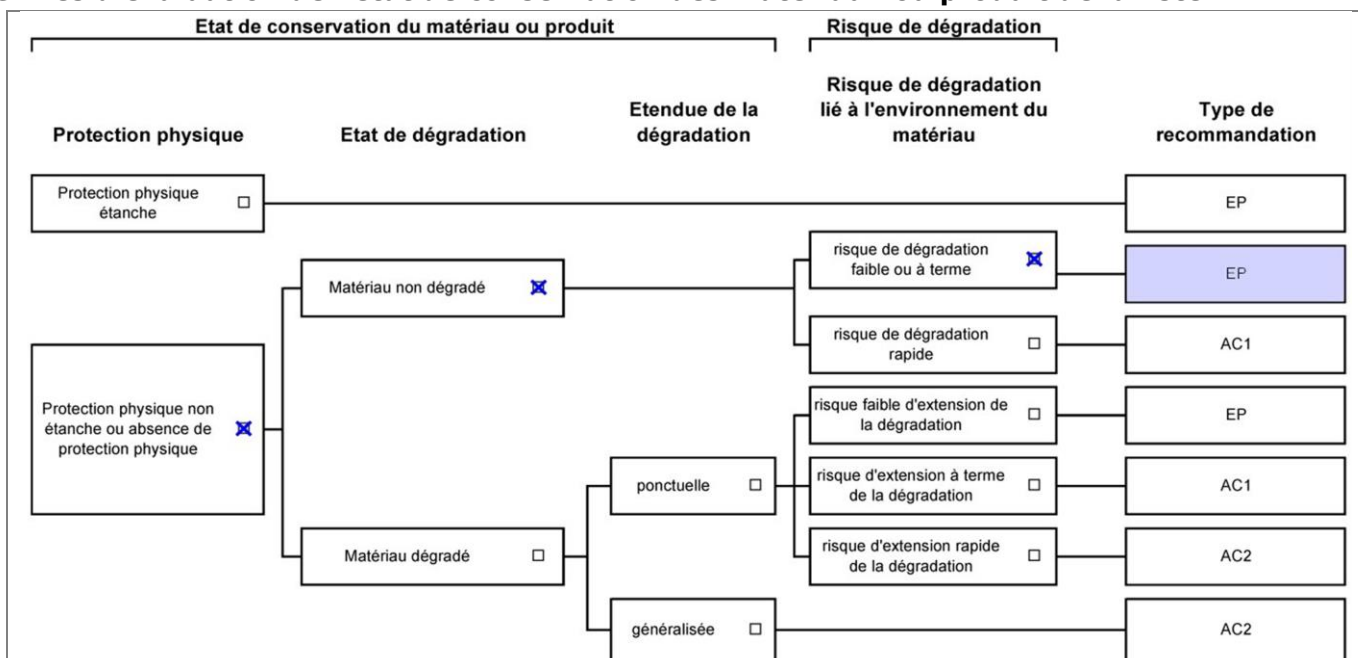 Etat de conservation du matériau ou produit
Risque de dégradation
Protection physique
Etat de dégradation
Etendue de la
dégradation
Risque de dégradation
lié à l'environnement du
matériau
Type de
recommandation
Protection physique
étanche
EP
risque de dégradation
faible ou à terme
EP
Matériau non dégradé
risque de dégradation
rapide
AC1
Protection physique non
étanche ou absence de
protection physique
risque faible d'extension de
la dégradation
EP
ponctuelle
risque d'extension à terme
de la dégradation
AC1
Matériau dégradé
risque d'extension rapide
de la dégradation
AC2
généralisée
AC2